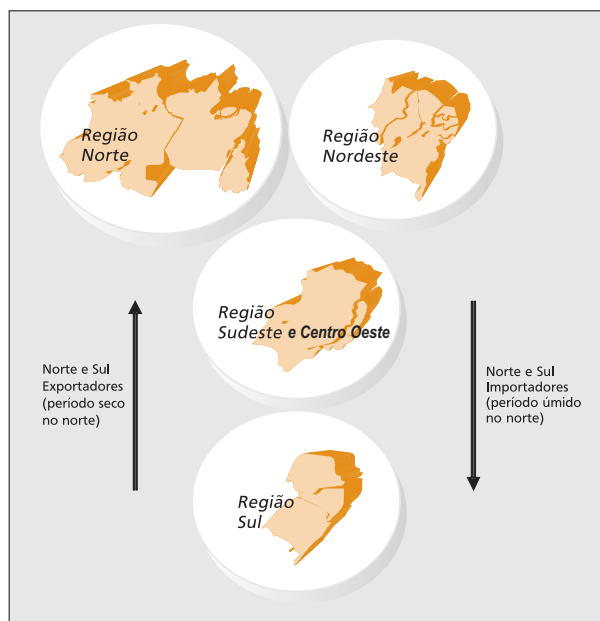 Região
Norte
Região
Nordeste
Região
Sudeste e Centro Oeste
Norte e Sul
Exportadores
(período seco
no norte)
Norte e Sul
Importadores
(período úmido
no norte)
Região
Sul